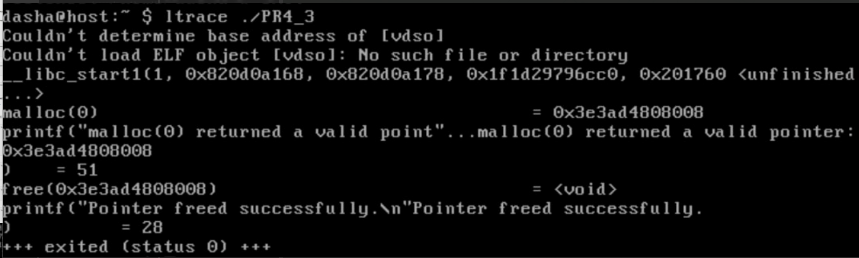 dasha@host:~ $ ltrace ./PR4_3
Couldn't determine base address of [vdso]
Couldn't load ELF object [vdso]: No such file or directory
__libc_start1(1, 0x820d0a168, 0x820d0a178, 0x1f1d29796cc0, 0x201760 <unfinished
...>
malloc(0) = 0x3e3ad4808008
printf("malloc(0) returned a valid point"...malloc(0) returned a valid pointer:
0x3e3ad4808008
) = 51
free(0x3e3ad4808008) = <void>
printf("Pointer freed successfully.\n"Pointer freed successfully.
) = 28
+++ exited (status 0) +++